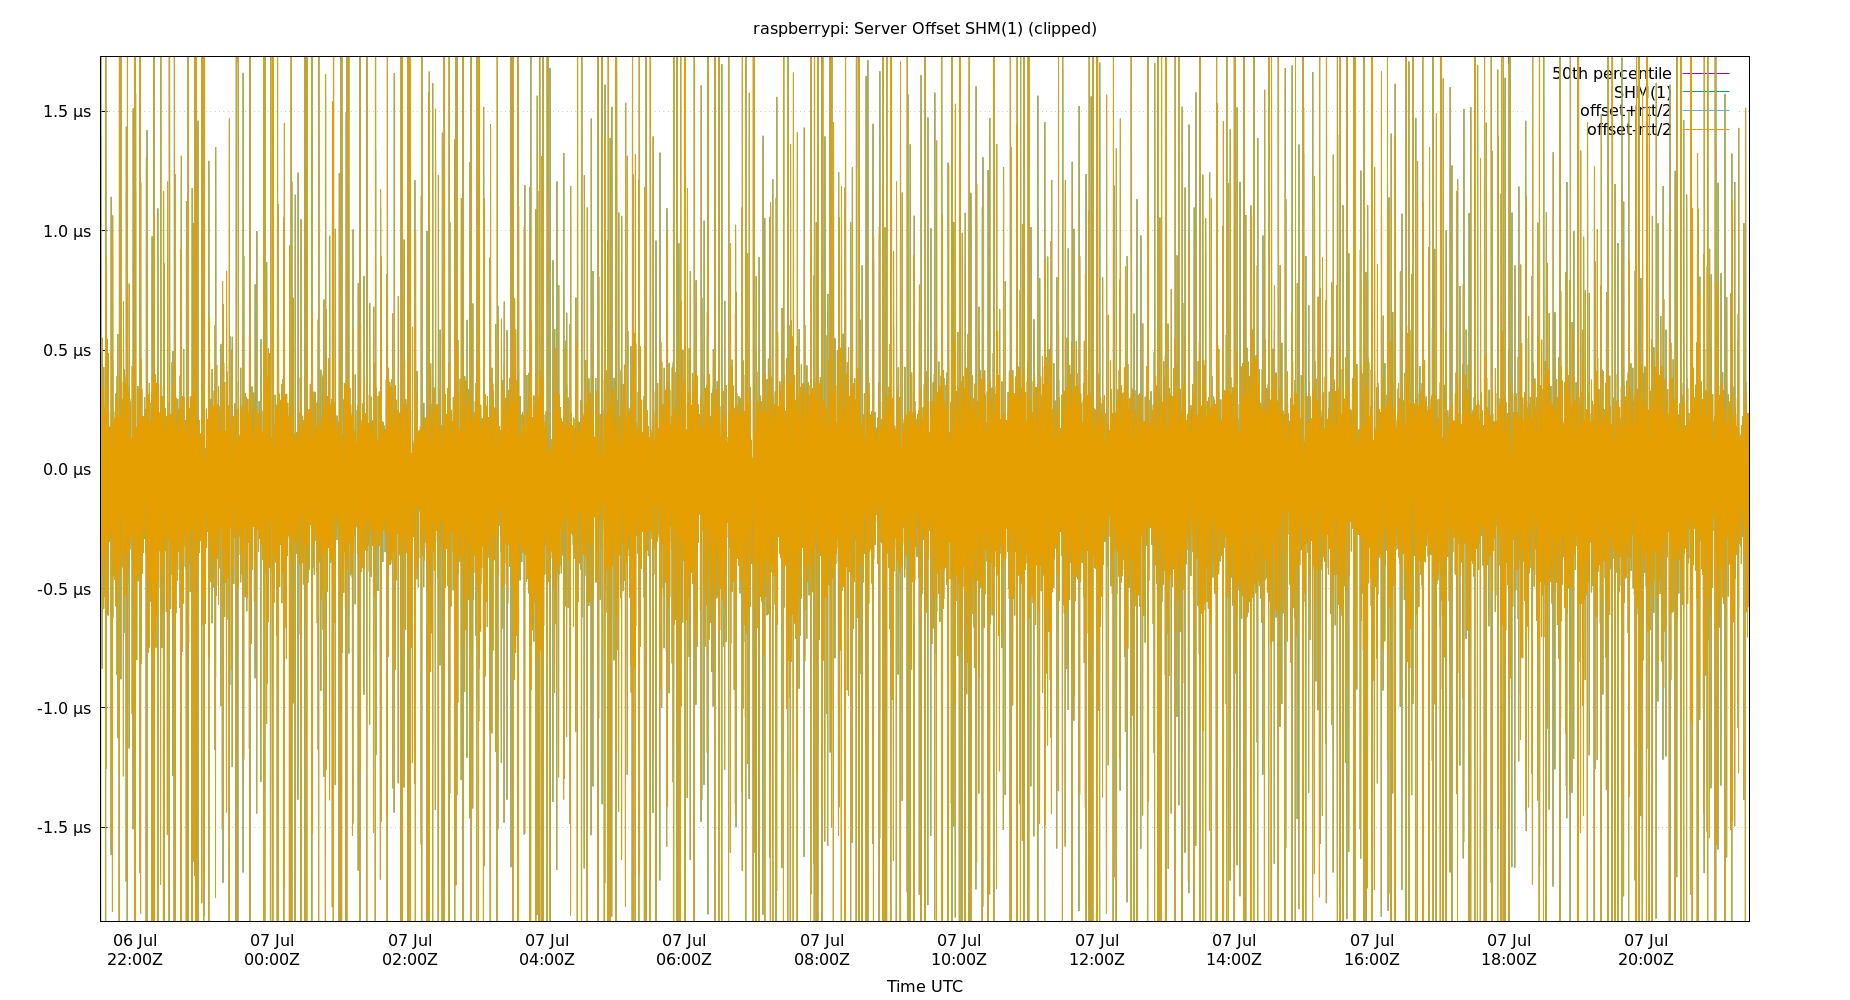 raspberrypi: Server Offset SHM(1) (clipped)
50th percentile
SHM(1)
offset+rtt/2
offset-rtt/2
1.5 µs
1.0 µs
0.5 µs
0.0 µs
-0.5 µs
-1.0 µs
-1.5 µs
06 Jul 07 Jul 07 Jul 07 Jul 07 Jul 07 Jul 07 Jul 07 Jul 07 Jul 07 Jul 07 Jul 07 Jul
22:00Z 00:00Z 02:00Z 04:00Z 06:00Z 08:00Z 10:00Z 12:00Z 14:00Z 16:00Z 18:00Z 20:00Z
Time UTC